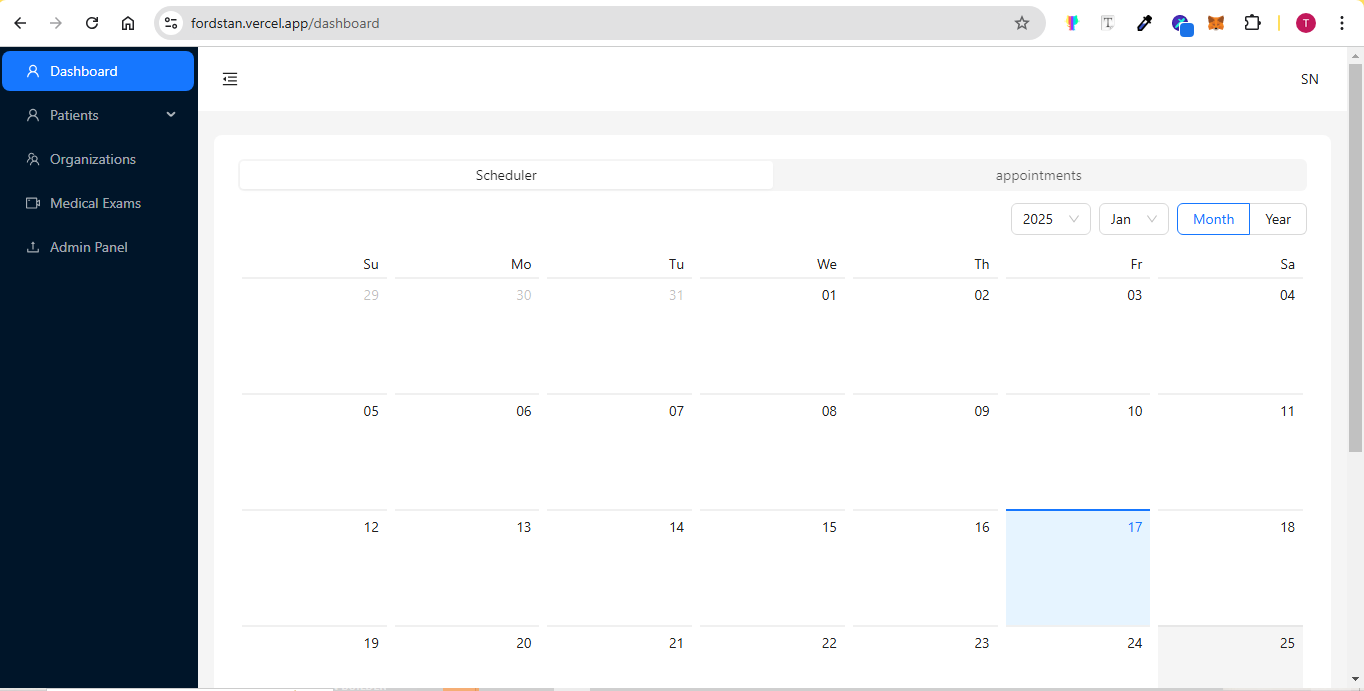 fordstan.vercel.app/dashboard
T
T
Dashboard
Patients
Organizations
Medical Exams
Admin Panel
SN
Scheduler appointments
2025 Jan Month Year
Su Mo Tu We Th Fr Sa
29 30 31 01 02 03 04
05 06 07 08 09 10 11
12 13 14 15 16 17 18
19 20 21 22 23 24 25